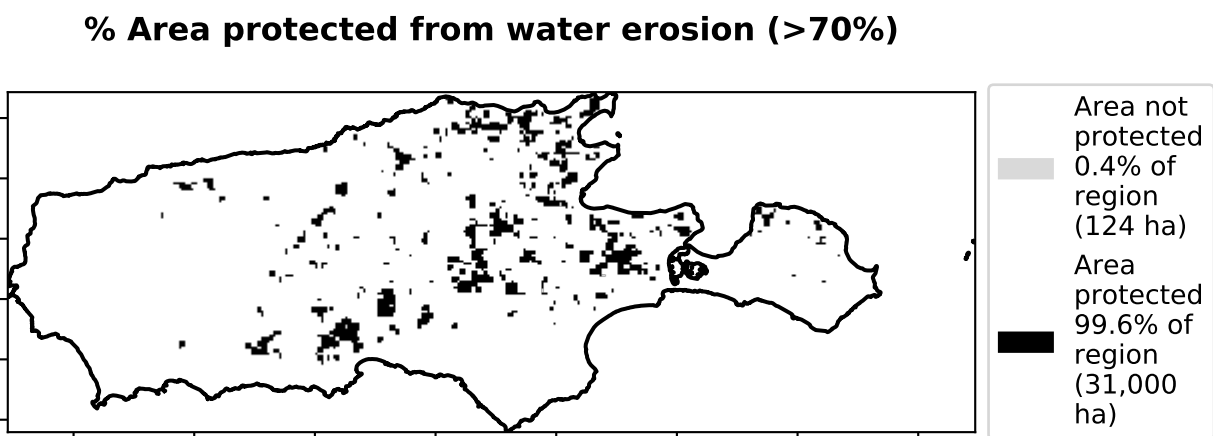 % Area protected from water erosion (>70%)
Area not
protected
0.4% of
region
(124 ha)
Area
protected
99.6% of
region
(31,000
ha)